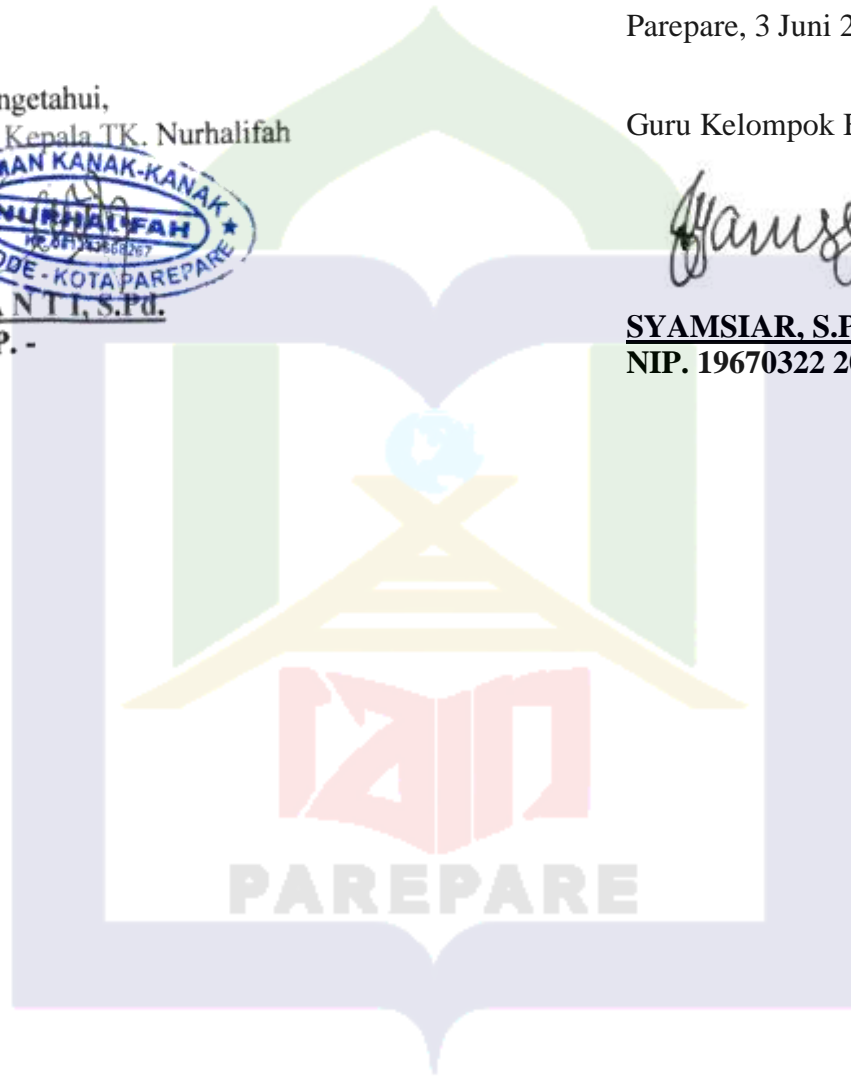 Parepare, 3 Juni 2
ngetahui,
Kepala TK. Nurhalifah
Guru Kelompok
MAN KANAK-KANAK
NURHALIFAH
ODE - KOTA PAREPARE
A N T I, S.Pd.
P. -
SYAMSIAR, S.P
NIP. 19670322 2
PAREPARE